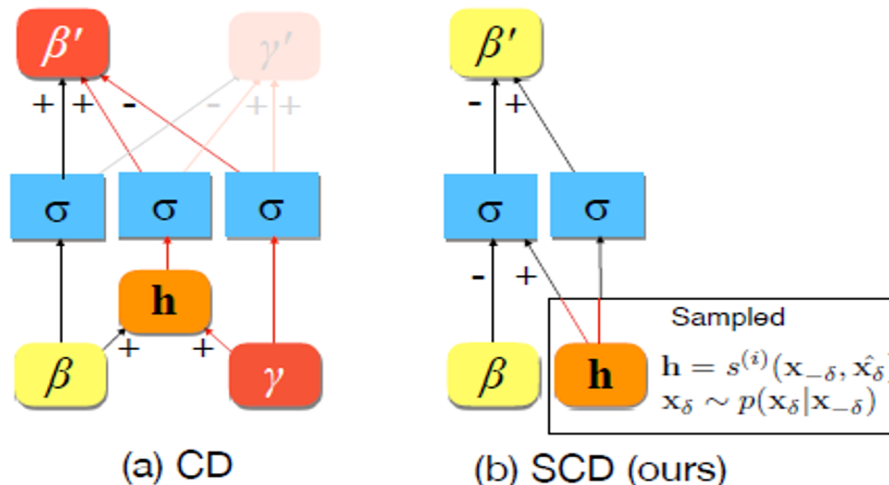 β′ γ′ β′
+ + - - + + - +
σ σ σ σ σ
h - +
+ + Sampled
β γ β h h = s^(i)(x_{-δ}, x̂_δ)
x_δ ∼ p(x_δ|x_{-δ})
(a) CD (b) SCD (ours)